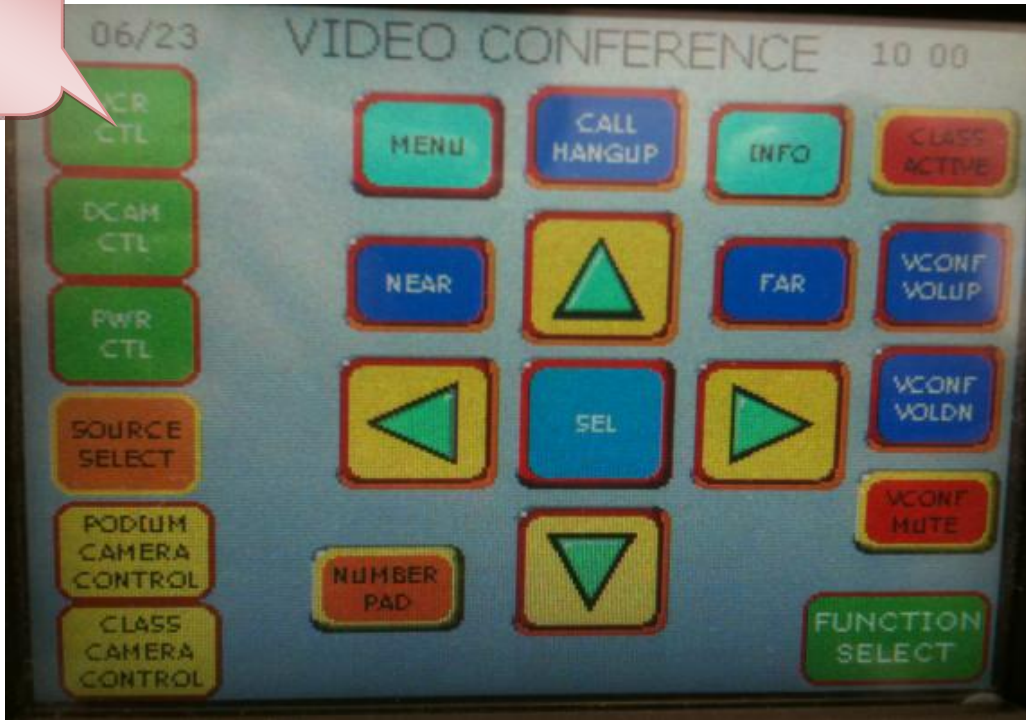 06/23
VIDEO CONFERENCE
10 00
CTL
MENU
CALL
HANGUP
INFO
CLASS
ACTIVE
DCAM
CTL
NEAR
FAR
VCONF
VOLUP
PWR
CTL
SEL
VCONF
VOLDN
SOURCE
SELECT
VCONF
MUTE
PODIUM
CAMERA
CONTROL
NUMBER
PAD
CLASS
CAMERA
CONTROL
FUNCTION
SELECT